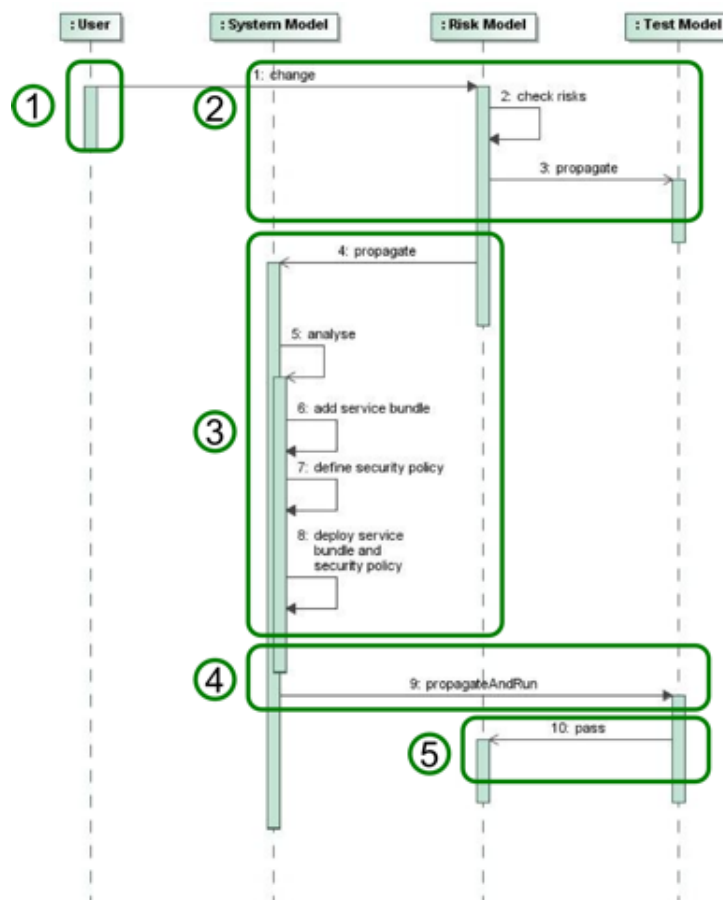 : User
: System Model
: Risk Model
: Test Model
1
2
1: change
2: check risks
3: propagate
3
4: propagate
5: analyse
6: add service bundle
7: define security policy
8: deploy service
bundle and
security policy
4
9: propagateAndRun
5
10: pass